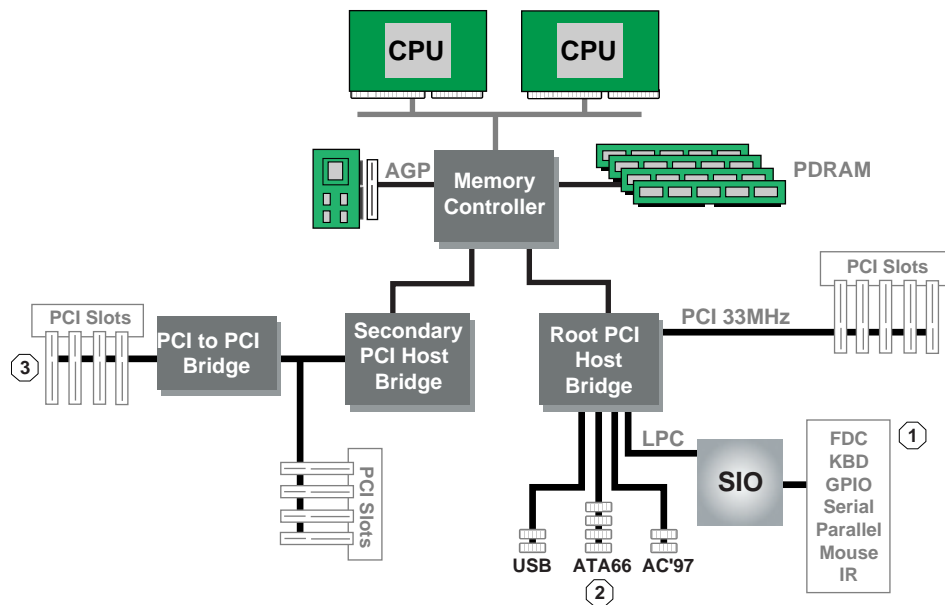 CPU
CPU
AGP
Memory
Controller
PDRAM
PCI Slots
PCI Slots
PCI to PCI
Bridge
Secondary
PCI Host
Bridge
Root PCI
Host
Bridge
PCI 33MHz
3
PCI Slots
LPC
SIO
1
FDC
KBD
GPIO
Serial
Parallel
Mouse
IR
USB
ATA66
AC'97
2